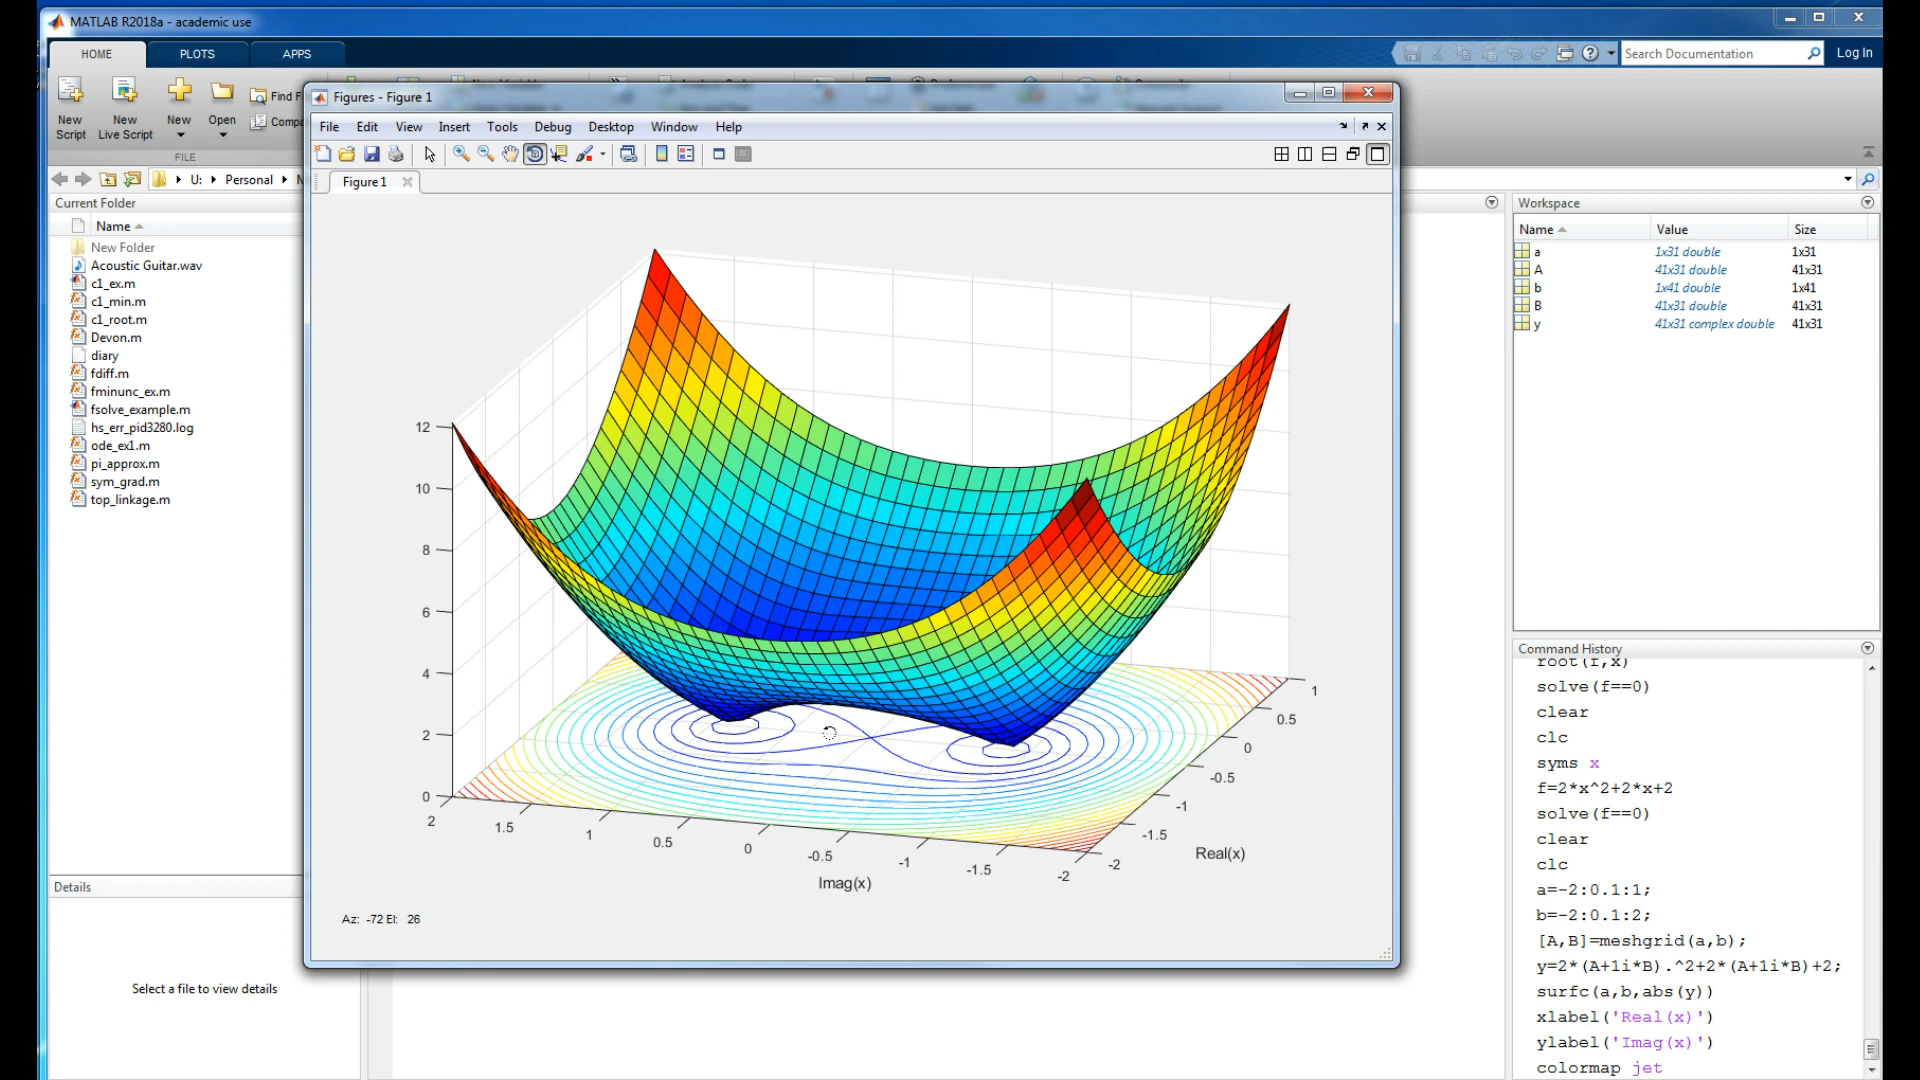 MATLAB R2018a - academic use
HOME
PLOTS
APPS
Search Documentation
Log In
New Script
New Live Script
New
Open
Find F
Compa
FILE
U:
Personal
Figures - Figure 1
File Edit View Insert Tools Debug Desktop Window Help
Figure 1
Current Folder
Name
New Folder
Acoustic Guitar.wav
c1_ex.m
c1_min.m
c1_root.m
Devon.m
diary
fdiff.m
fminunc_ex.m
fsolve_example.m
hs_err_pid3280.log
ode_ex1.m
pi_approx.m
sym_grad.m
top_linkage.m
Details
Select a file to view details
12
10
8
6
4
2
0
2
1.5
1
0.5
0
-0.5
-1
-1.5
-2
Imag(x)
1
0.5
0
-0.5
-1
-1.5
-2
Real(x)
Az: -72 El: 26
Workspace
Name Value Size
a 1x31 double 1x31
A 41x31 double 41x31
b 1x41 double 1x41
B 41x31 double 41x31
y 41x31 complex double 41x31
Command History
root(f,x)
solve(f==0)
clear
clc
syms x
f=2*x^2+2*x+2
solve(f==0)
clear
clc
a=-2:0.1:1;
b=-2:0.1:2;
[A,B]=meshgrid(a,b);
y=2*(A+1i*B).^2+2*(A+1i*B)+2;
surfc(a,b,abs(y))
xlabel('Real(x)')
ylabel('Imag(x)')
colormap jet